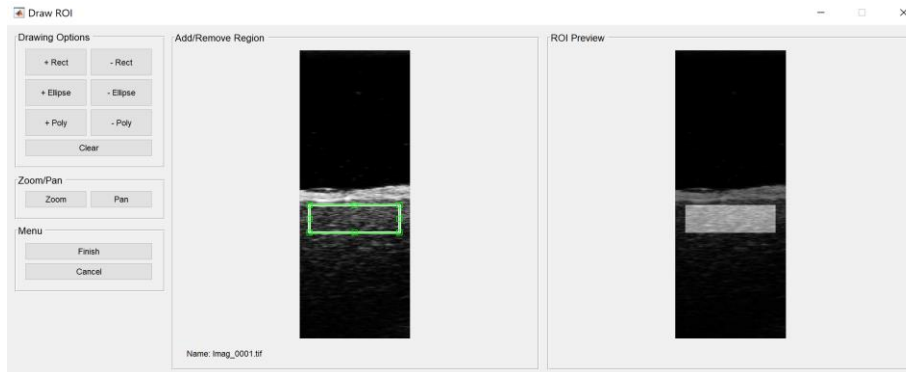 Draw ROI
Drawing Options
+ Rect
- Rect
+ Ellipse
- Ellipse
+ Poly
- Poly
Clear
Zoom/Pan
Zoom
Pan
Menu
Finish
Cancel
Add/Remove Region
Name: Imag_0001.tif
ROI Preview